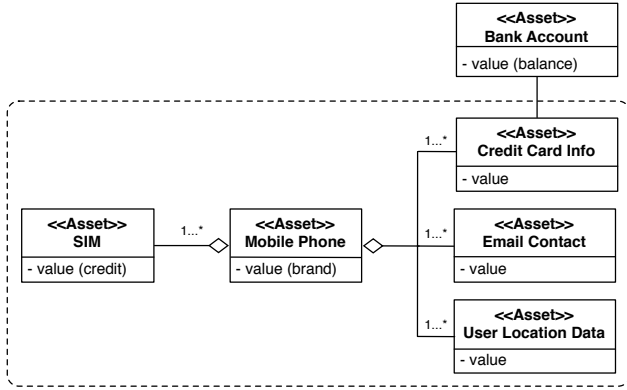 <<Asset>>
Bank Account
- value (balance)
<<Asset>>
Credit Card Info
- value
1...*
<<Asset>>
SIM
- value (credit)
1...*
<<Asset>>
Mobile Phone
- value (brand)
1...*
<<Asset>>
Email Contact
- value
1...*
<<Asset>>
User Location Data
- value